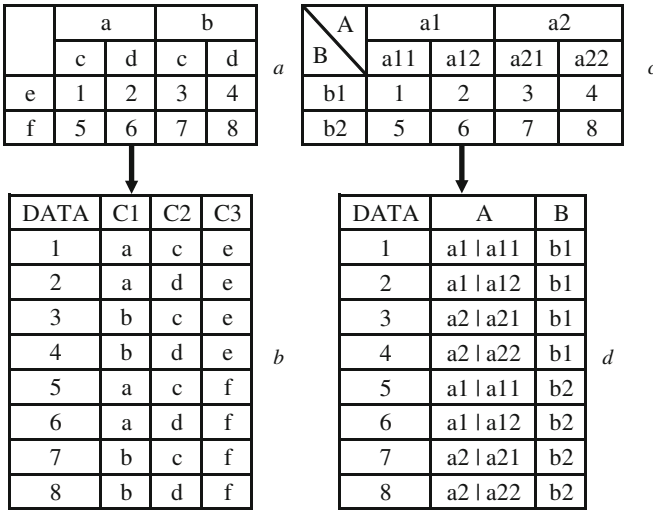 a b
c d c d
e 1 2 3 4
f 5 6 7 8
a
A a1 a2
B a11 a12 a21 a22
b1 1 2 3 4
b2 5 6 7 8
DATA C1 C2 C3
1 a c e
2 a d e
3 b c e
4 b d e
5 a c f
6 a d f
7 b c f
8 b d f
b
DATA A B
1 a1 | a11 b1
2 a1 | a12 b1
3 a2 | a21 b1
4 a2 | a22 b1
5 a1 | a11 b2
6 a1 | a12 b2
7 a2 | a21 b2
8 a2 | a22 b2
d